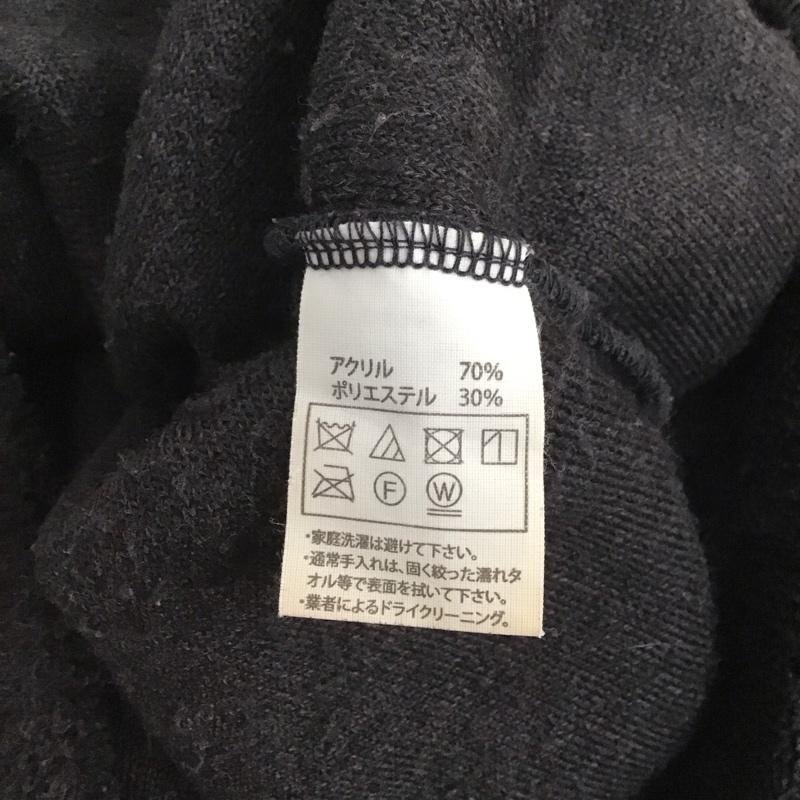 アクリル 70%
ポリエステル 30%
F W
・家庭洗濯は避けて下さい。
・通常手入れは、固く絞った濡れタ
オル等で表面を拭いて下さい。
・業者によるドライクリーニング。